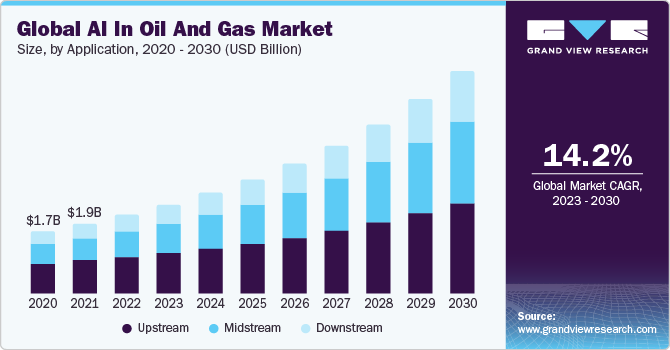 Global AI In Oil And Gas Market
Size, by Application, 2020 - 2030 (USD Billion)
$1.7B
$1.9B
2020 2021 2022 2023 2024 2025 2026 2027 2028 2029 2030
Upstream Midstream Downstream
GRAND VIEW RESEARCH
14.2%
Global Market CAGR,
2023 - 2030
Source:
www.grandviewresearch.com